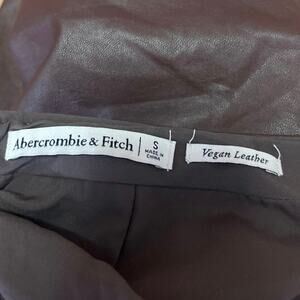 Abercrombie & Fitch
S
MADE IN
CHINA
Vegan Leather